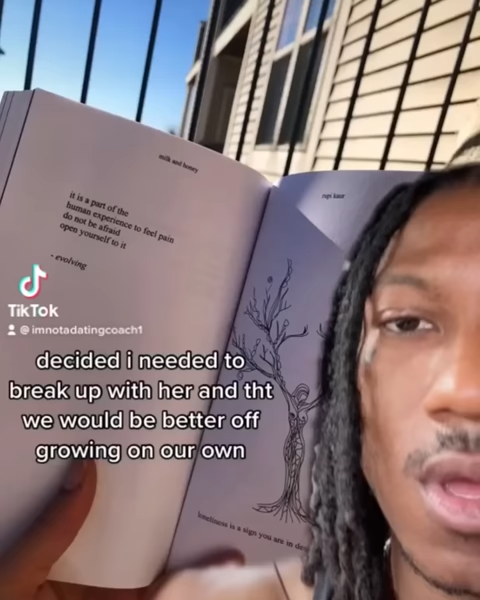 milk and honey
it is a part of the
human experience to feel pain
do not be afraid
open yourself to it
- evolving
rupi kaur
loneliness is a sign you are in
TikTok
@imnotadatingcoach1
decided i needed to
break up with her and tht
we would be better off
growing on our own